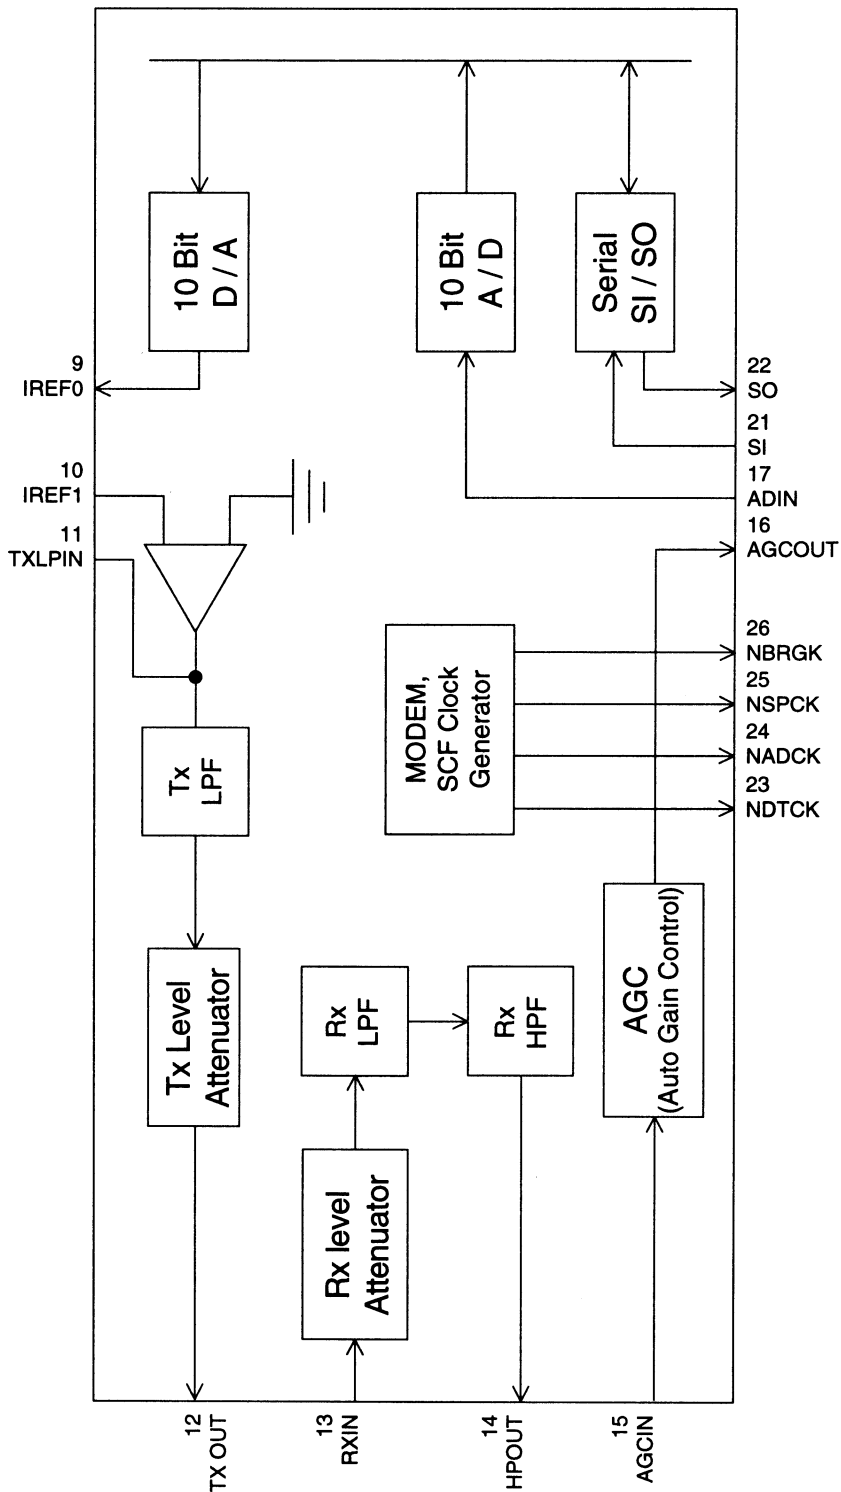 10 Bit
D / A
10 Bit
A / D
Serial
SI / SO
9
IREF0
22
SO
21
SI
10
IREF1
17
ADIN
11
TXLPIN
16
AGCOUT
26
NBRGK
25
NSPCK
24
NADCK
23
NDTCK
MODEM,
SCF Clock
Generator
Tx
LPF
Tx Level
Attenuator
Rx
LPF
Rx
HPF
AGC
(Auto Gain Control)
Rx level
Attenuator
12
TX OUT
13
RXIN
14
HPOUT
15
AGCIN